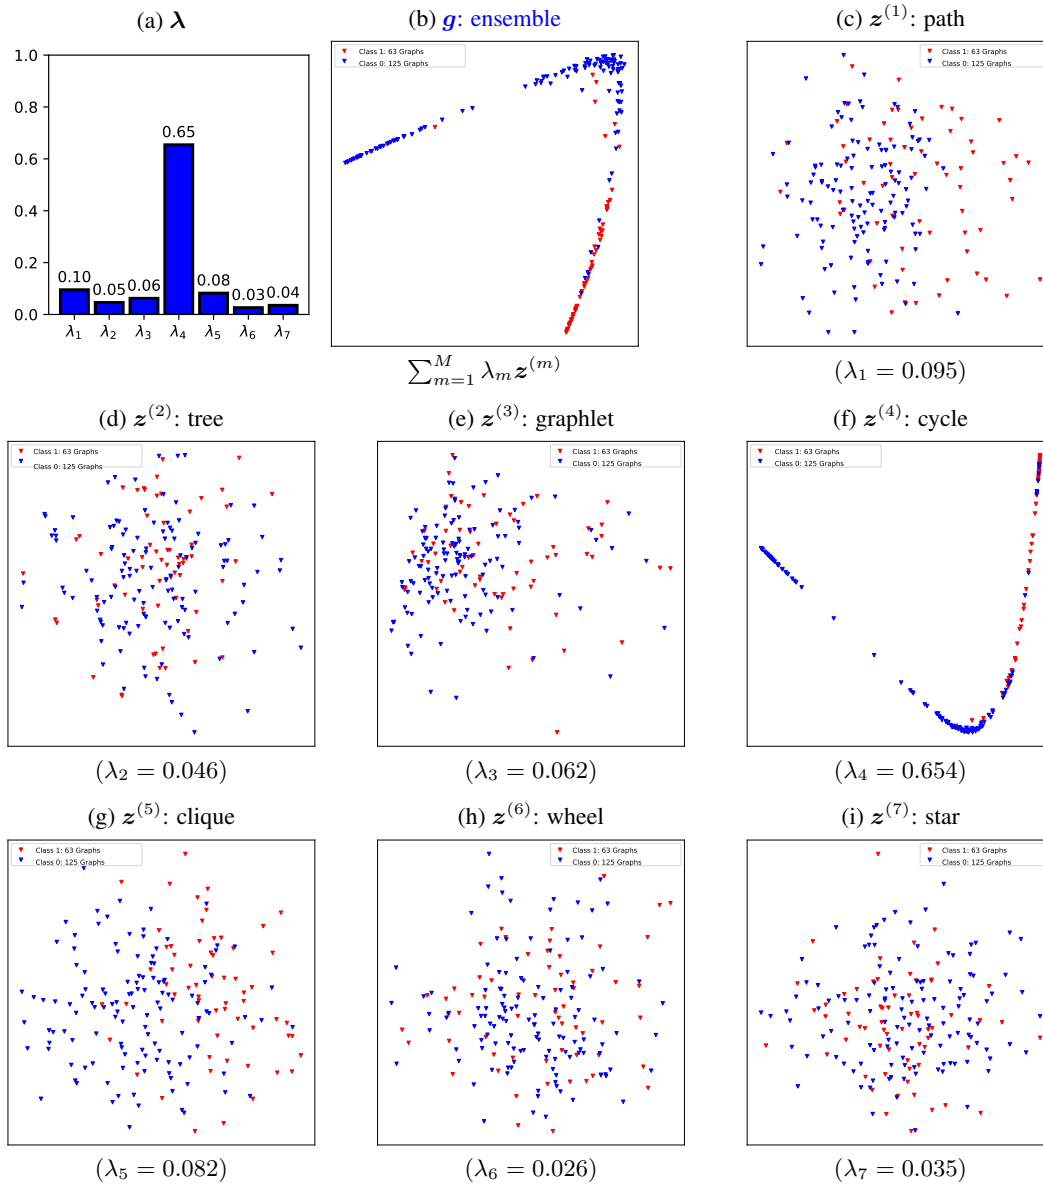 (a) λ
1.0
0.8
0.6
0.4
0.2
0.0
0.10
0.05
0.06
0.65
0.08
0.03
0.04
λ1 λ2 λ3 λ4 λ5 λ6 λ7
(b) g: ensemble
Class 1: 63 Graphs
Class 0: 125 Graphs
∑_{m=1}^{M} λ_m z^{(m)}
(c) z^{(1)}: path
Class 1: 63 Graphs
Class 0: 125 Graphs
(λ1 = 0.095)
(d) z^{(2)}: tree
Class 1: 63 Graphs
Class 0: 125 Graphs
(λ2 = 0.046)
(e) z^{(3)}: graphlet
Class 1: 63 Graphs
Class 0: 125 Graphs
(λ3 = 0.062)
(f) z^{(4)}: cycle
Class 1: 63 Graphs
Class 0: 125 Graphs
(λ4 = 0.654)
(g) z^{(5)}: clique
Class 1: 63 Graphs
Class 0: 125 Graphs
(λ5 = 0.082)
(h) z^{(6)}: wheel
Class 1: 63 Graphs
Class 0: 125 Graphs
(λ6 = 0.026)
(i) z^{(7)}: star
Class 1: 63 Graphs
Class 0: 125 Graphs
(λ7 = 0.035)